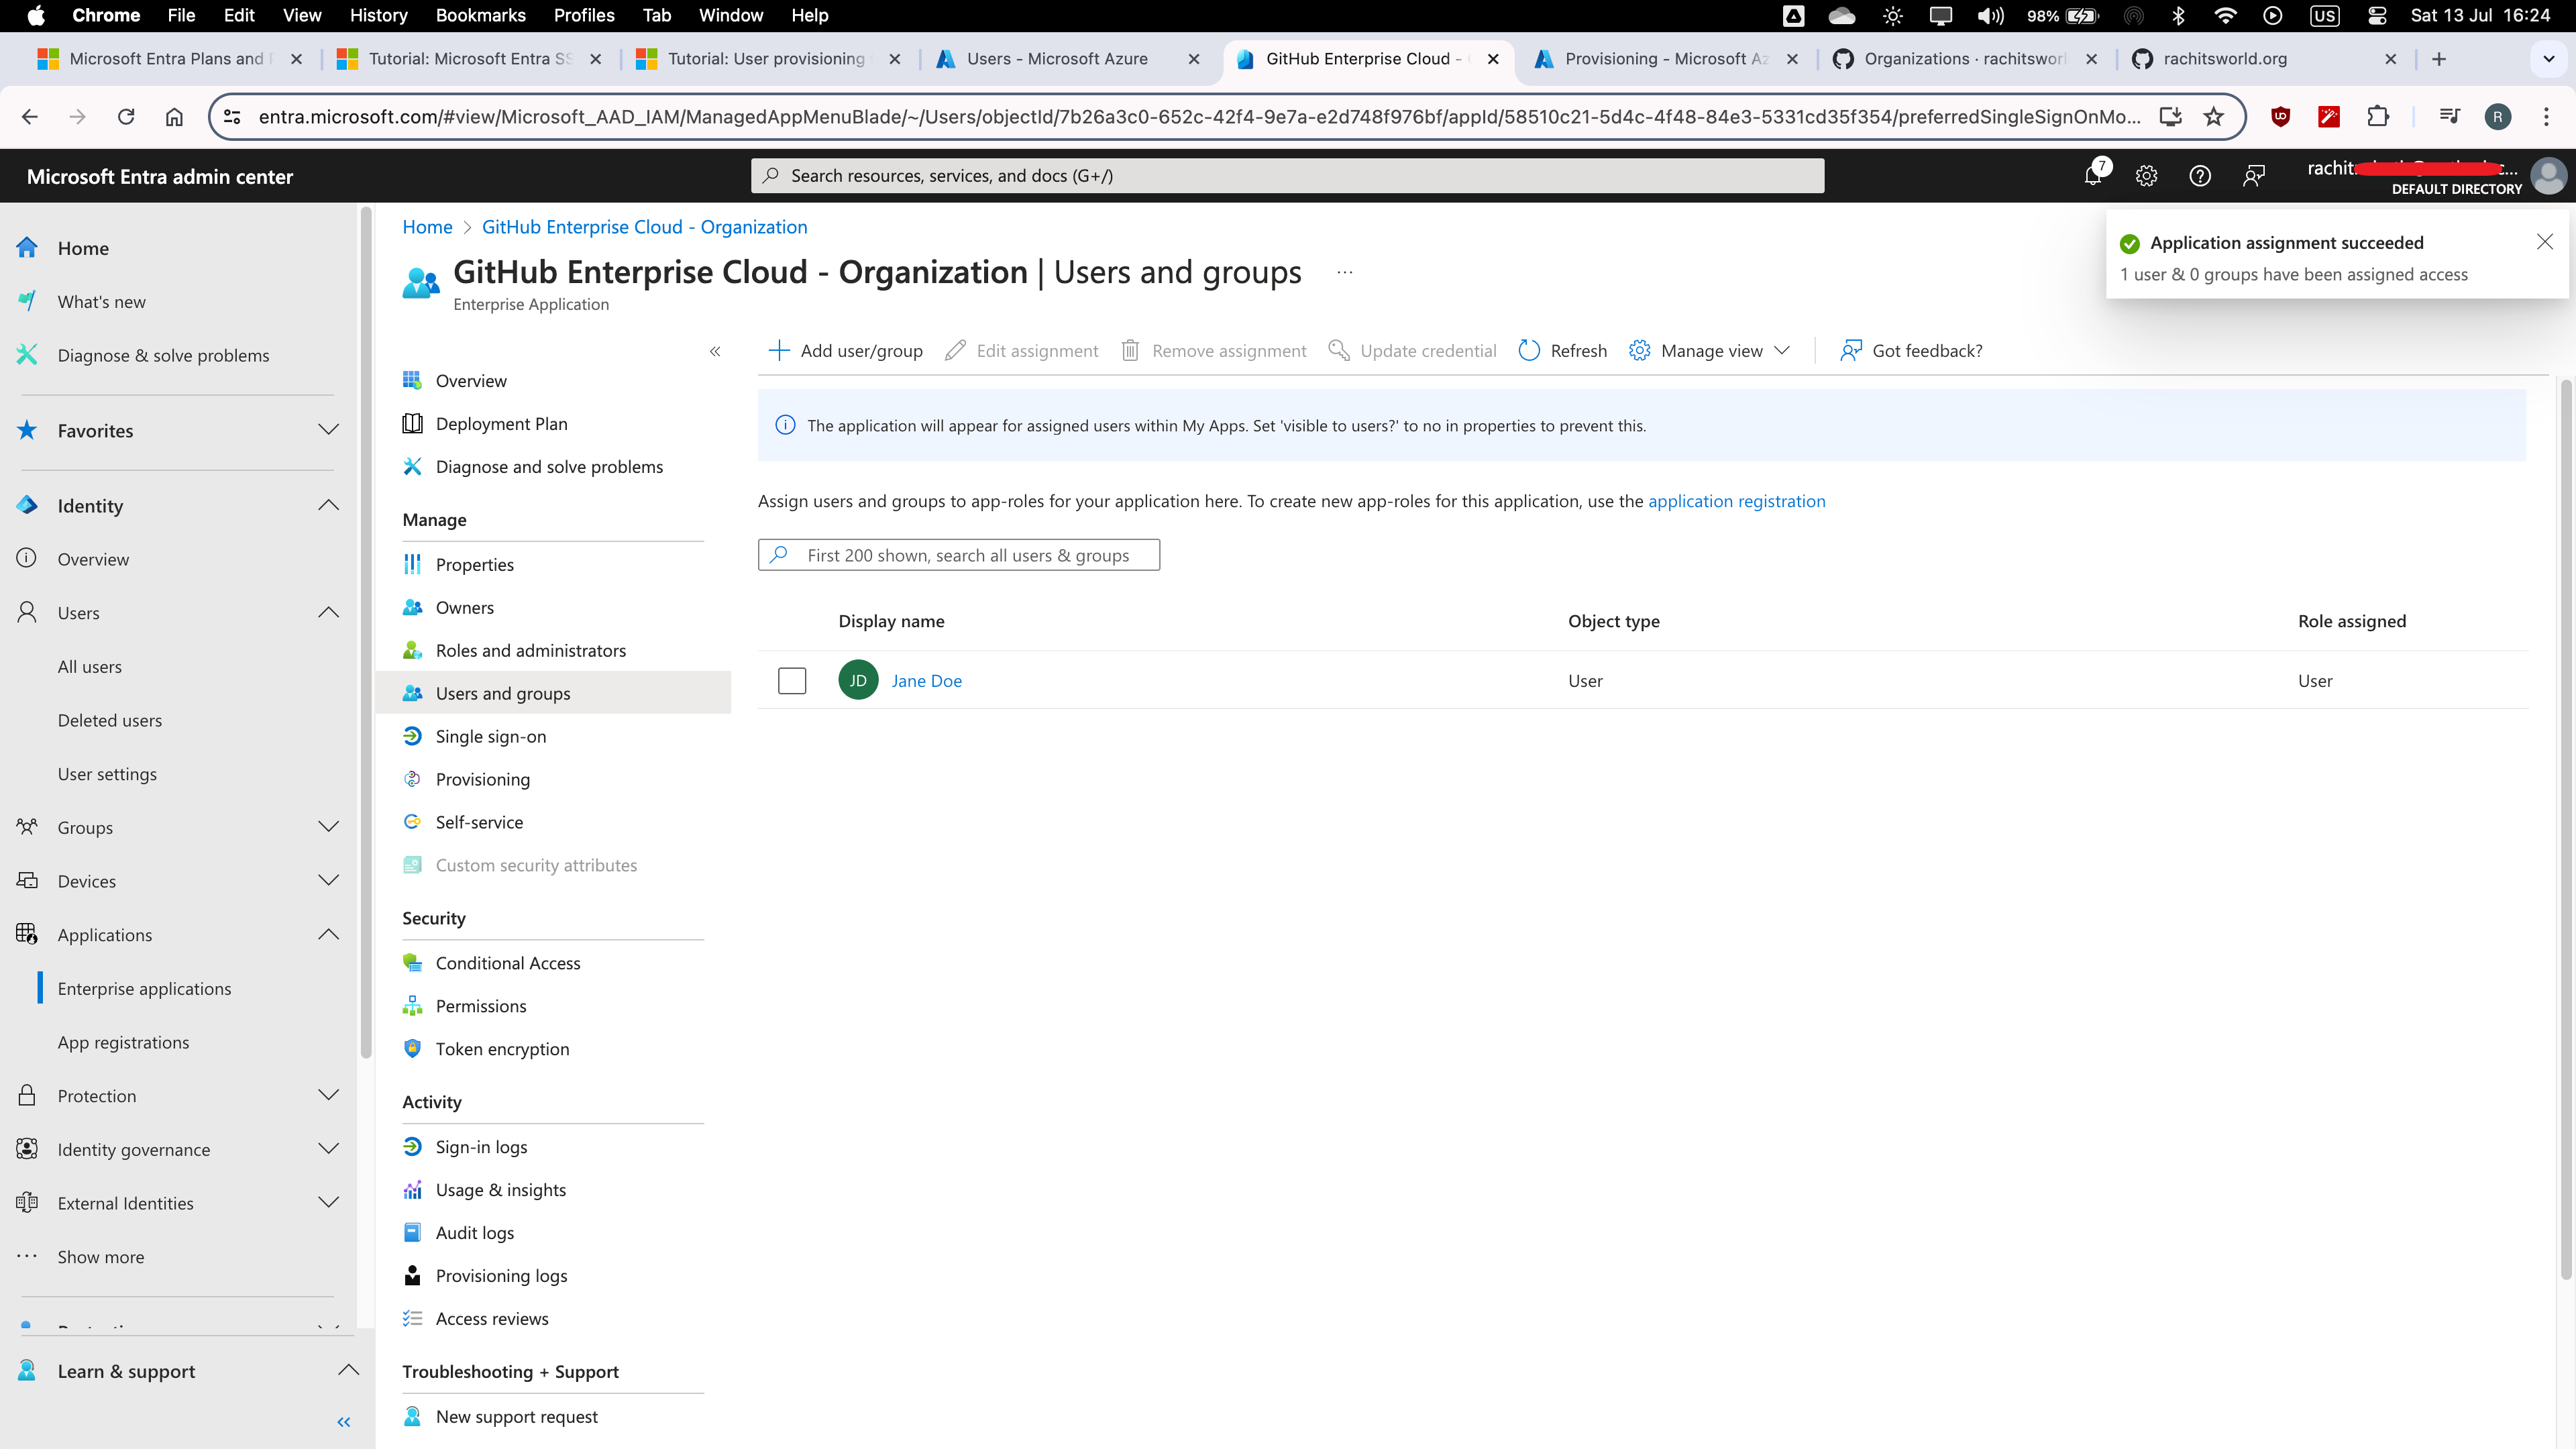 Chrome File Edit View History Bookmarks Profiles Tab Window Help 98% US Sat 13 Jul 16:24
Microsoft Entra Plans and Tutorial: Microsoft Entra SS Tutorial: User provisioning Users - Microsoft Azure GitHub Enterprise Cloud - Provisioning - Microsoft Az Organizations · rachitsworl rachitsworld.org
entra.microsoft.com/#view/Microsoft_AAD_IAM/ManagedAppMenuBlade/~/Users/objectId/7b26a3c0-652c-42f4-9e7a-e2d748f976bf/appId/58510c21-5d4c-4f48-84e3-5331cd35f354/preferredSingleSignOnMo... R
Microsoft Entra admin center
Search resources, services, and docs (G+/)
7
rachit
DEFAULT DIRECTORY
Application assignment succeeded
1 user & 0 groups have been assigned access
Home
What's new
Diagnose & solve problems
Favorites
Identity
Overview
Users
All users
Deleted users
User settings
Groups
Devices
Applications
Enterprise applications
App registrations
Protection
Identity governance
External Identities
Show more
Learn & support
Home > GitHub Enterprise Cloud - Organization
GitHub Enterprise Cloud - Organization | Users and groups ...
Enterprise Application
Overview
Deployment Plan
Diagnose and solve problems
Manage
Properties
Owners
Roles and administrators
Users and groups
Single sign-on
Provisioning
Self-service
Custom security attributes
Security
Conditional Access
Permissions
Token encryption
Activity
Sign-in logs
Usage & insights
Audit logs
Provisioning logs
Access reviews
Troubleshooting + Support
New support request
Add user/group Edit assignment Remove assignment Update credential Refresh Manage view Got feedback?
The application will appear for assigned users within My Apps. Set 'visible to users?' to no in properties to prevent this.
Assign users and groups to app-roles for your application here. To create new app-roles for this application, use the application registration
First 200 shown, search all users & groups
Display name Object type Role assigned
JD Jane Doe User User